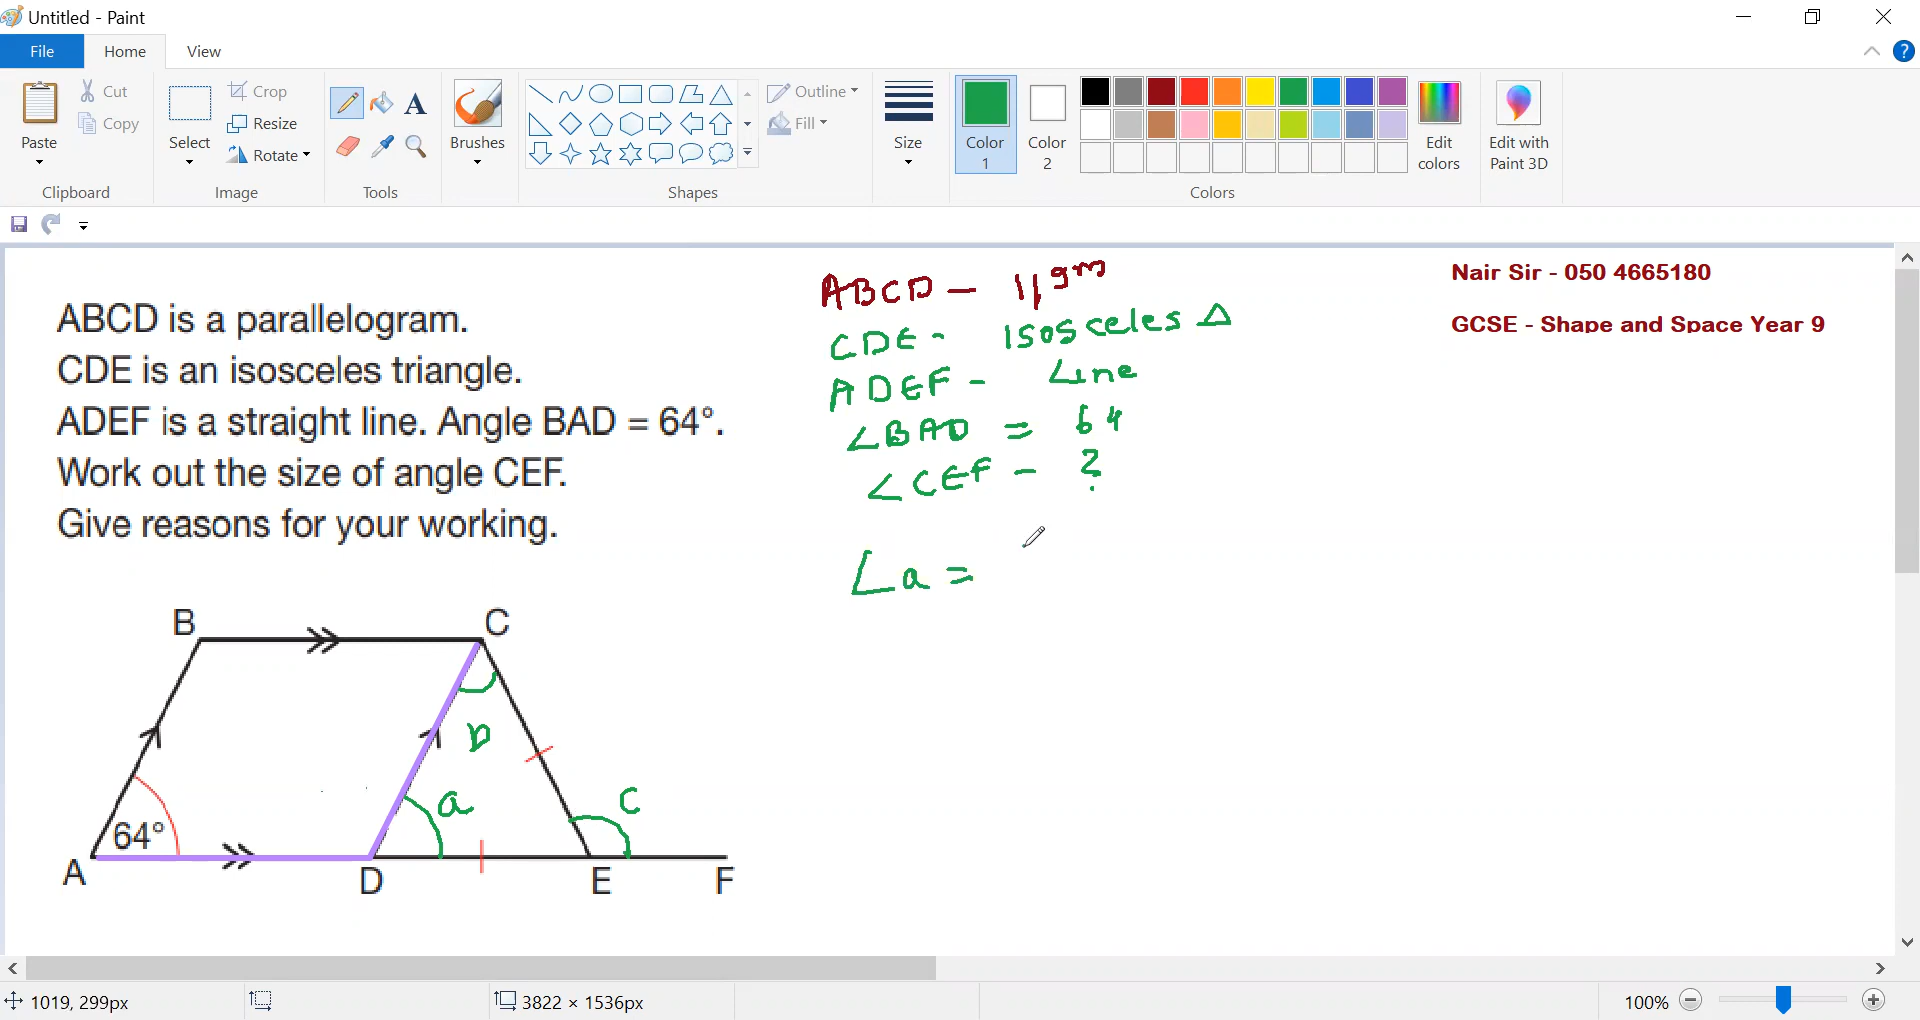 Untitled - Paint
File Home View
Paste Cut Copy Clipboard
Select Crop Resize Rotate Image
Tools
Brushes
Outline Fill Shapes
Size
Color 1 Color 2 Edit colors Colors
Edit with Paint 3D
ABCD is a parallelogram.
CDE is an isosceles triangle.
ADEF is a straight line. Angle BAD = 64°.
Work out the size of angle CEF.
Give reasons for your working.
ABCD - ||gm
CDE - Isosceles Δ
ADEF - Line
∠BAD = 64
∠CEF - ?
∠a =
Nair Sir - 050 4665180
GCSE - Shape and Space Year 9
B C
b
a C
64°
A D E F
1019, 299px 3822 × 1536px 100%